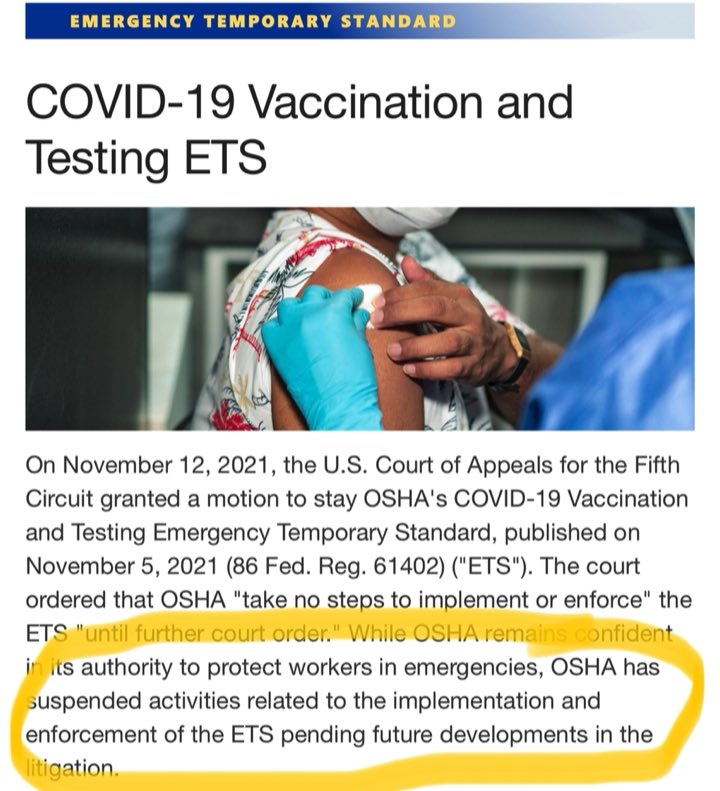 EMERGENCY TEMPORARY STANDARD
COVID-19 Vaccination and
Testing ETS
On November 12, 2021, the U.S. Court of Appeals for the Fifth
Circuit granted a motion to stay OSHA's COVID-19 Vaccination
and Testing Emergency Temporary Standard, published on
November 5, 2021 (86 Fed. Reg. 61402) ("ETS"). The court
ordered that OSHA "take no steps to implement or enforce" the
ETS "until further court order." While OSHA remains confident
in its authority to protect workers in emergencies, OSHA has
suspended activities related to the implementation and
enforcement of the ETS pending future developments in the
litigation.